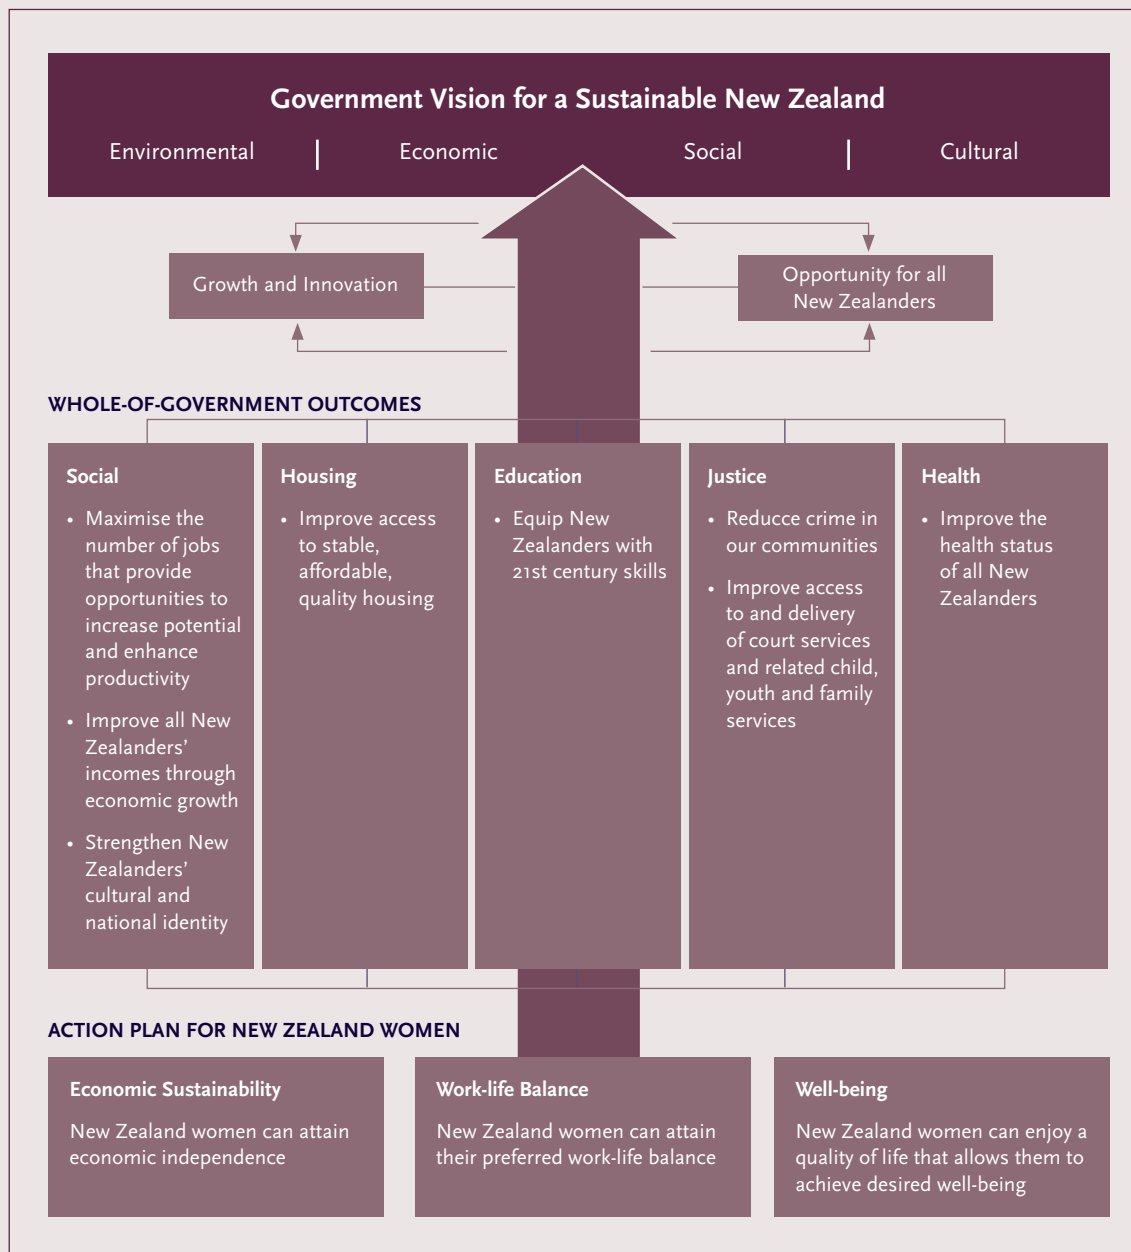 Government Vision for a Sustainable New Zealand
Environmental | Economic Social | Cultural
Growth and Innovation
Opportunity for all
New Zealanders
WHOLE-OF-GOVERNMENT OUTCOMES
Social
• Maximise the
number of jobs
that provide
opportunities to
increase potential
and enhance
productivity
• Improve all New
Zealanders’
incomes through
economic growth
• Strengthen New
Zealanders’
cultural and
national identity
Housing
• Improve access
to stable,
affordable,
quality housing
Education
• Equip New
Zealanders with
21st century skills
Justice
• Reducce crime in
our communities
• Improve access
to and delivery
of court services
and related child,
youth and family
services
Health
• Improve the
health status
of all New
Zealanders
ACTION PLAN FOR NEW ZEALAND WOMEN
Economic Sustainability
New Zealand women can attain
economic independence
Work-life Balance
New Zealand women can attain
their preferred work-life balance
Well-being
New Zealand women can enjoy a
quality of life that allows them to
achieve desired well-being